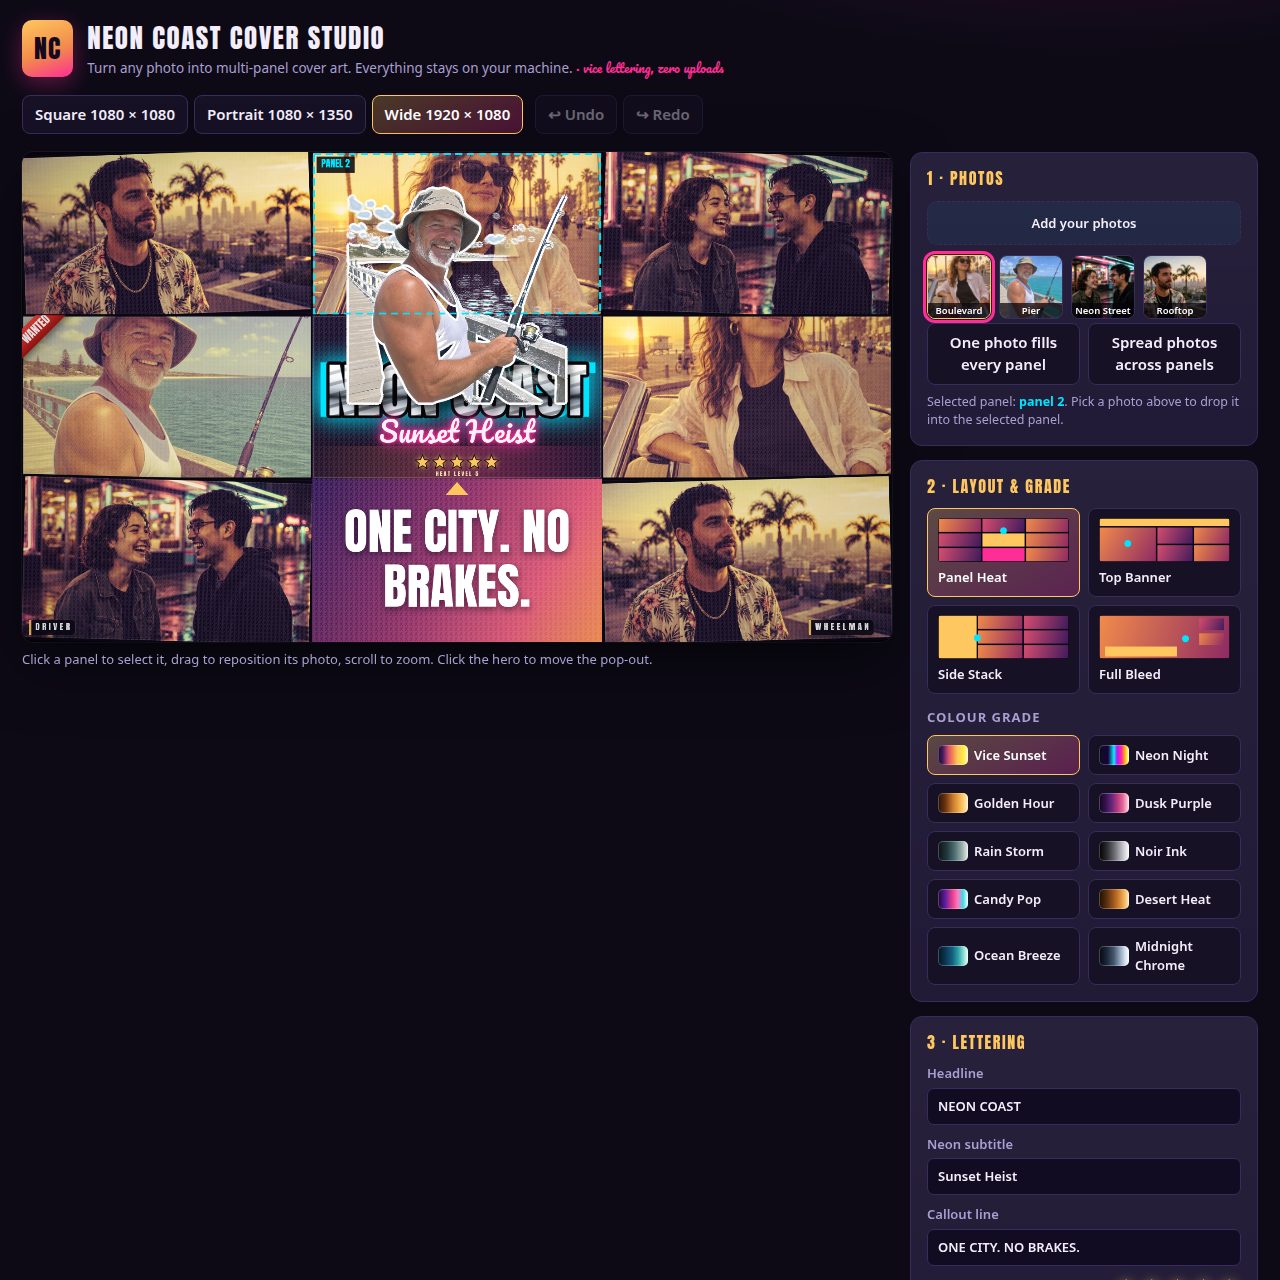 NC
NEON COAST COVER STUDIO
Turn any photo into multi-panel cover art. Everything stays on your machine. · vice lettering, zero uploads
Square 1080 × 1080
Portrait 1080 × 1350
Wide 1920 × 1080
↩ Undo
↪ Redo
PANEL 2
WANTED
NEON COAST
Sunset Heist
HEAT LEVEL 5
ONE CITY. NO
BRAKES.
DRIVER
WHEELMAN
Click a panel to select it, drag to reposition its photo, scroll to zoom. Click the hero to move the pop-out.
1 · PHOTOS
Add your photos
Boulevard
Pier
Neon Street
Rooftop
One photo fills
every panel
Spread photos
across panels
Selected panel: panel 2. Pick a photo above to drop it
into the selected panel.
2 · LAYOUT & GRADE
Panel Heat
Top Banner
Side Stack
Full Bleed
COLOUR GRADE
Vice Sunset
Neon Night
Golden Hour
Dusk Purple
Rain Storm
Noir Ink
Candy Pop
Desert Heat
Ocean Breeze
Midnight
Chrome
3 · LETTERING
Headline
NEON COAST
Neon subtitle
Sunset Heist
Callout line
ONE CITY. NO BRAKES.